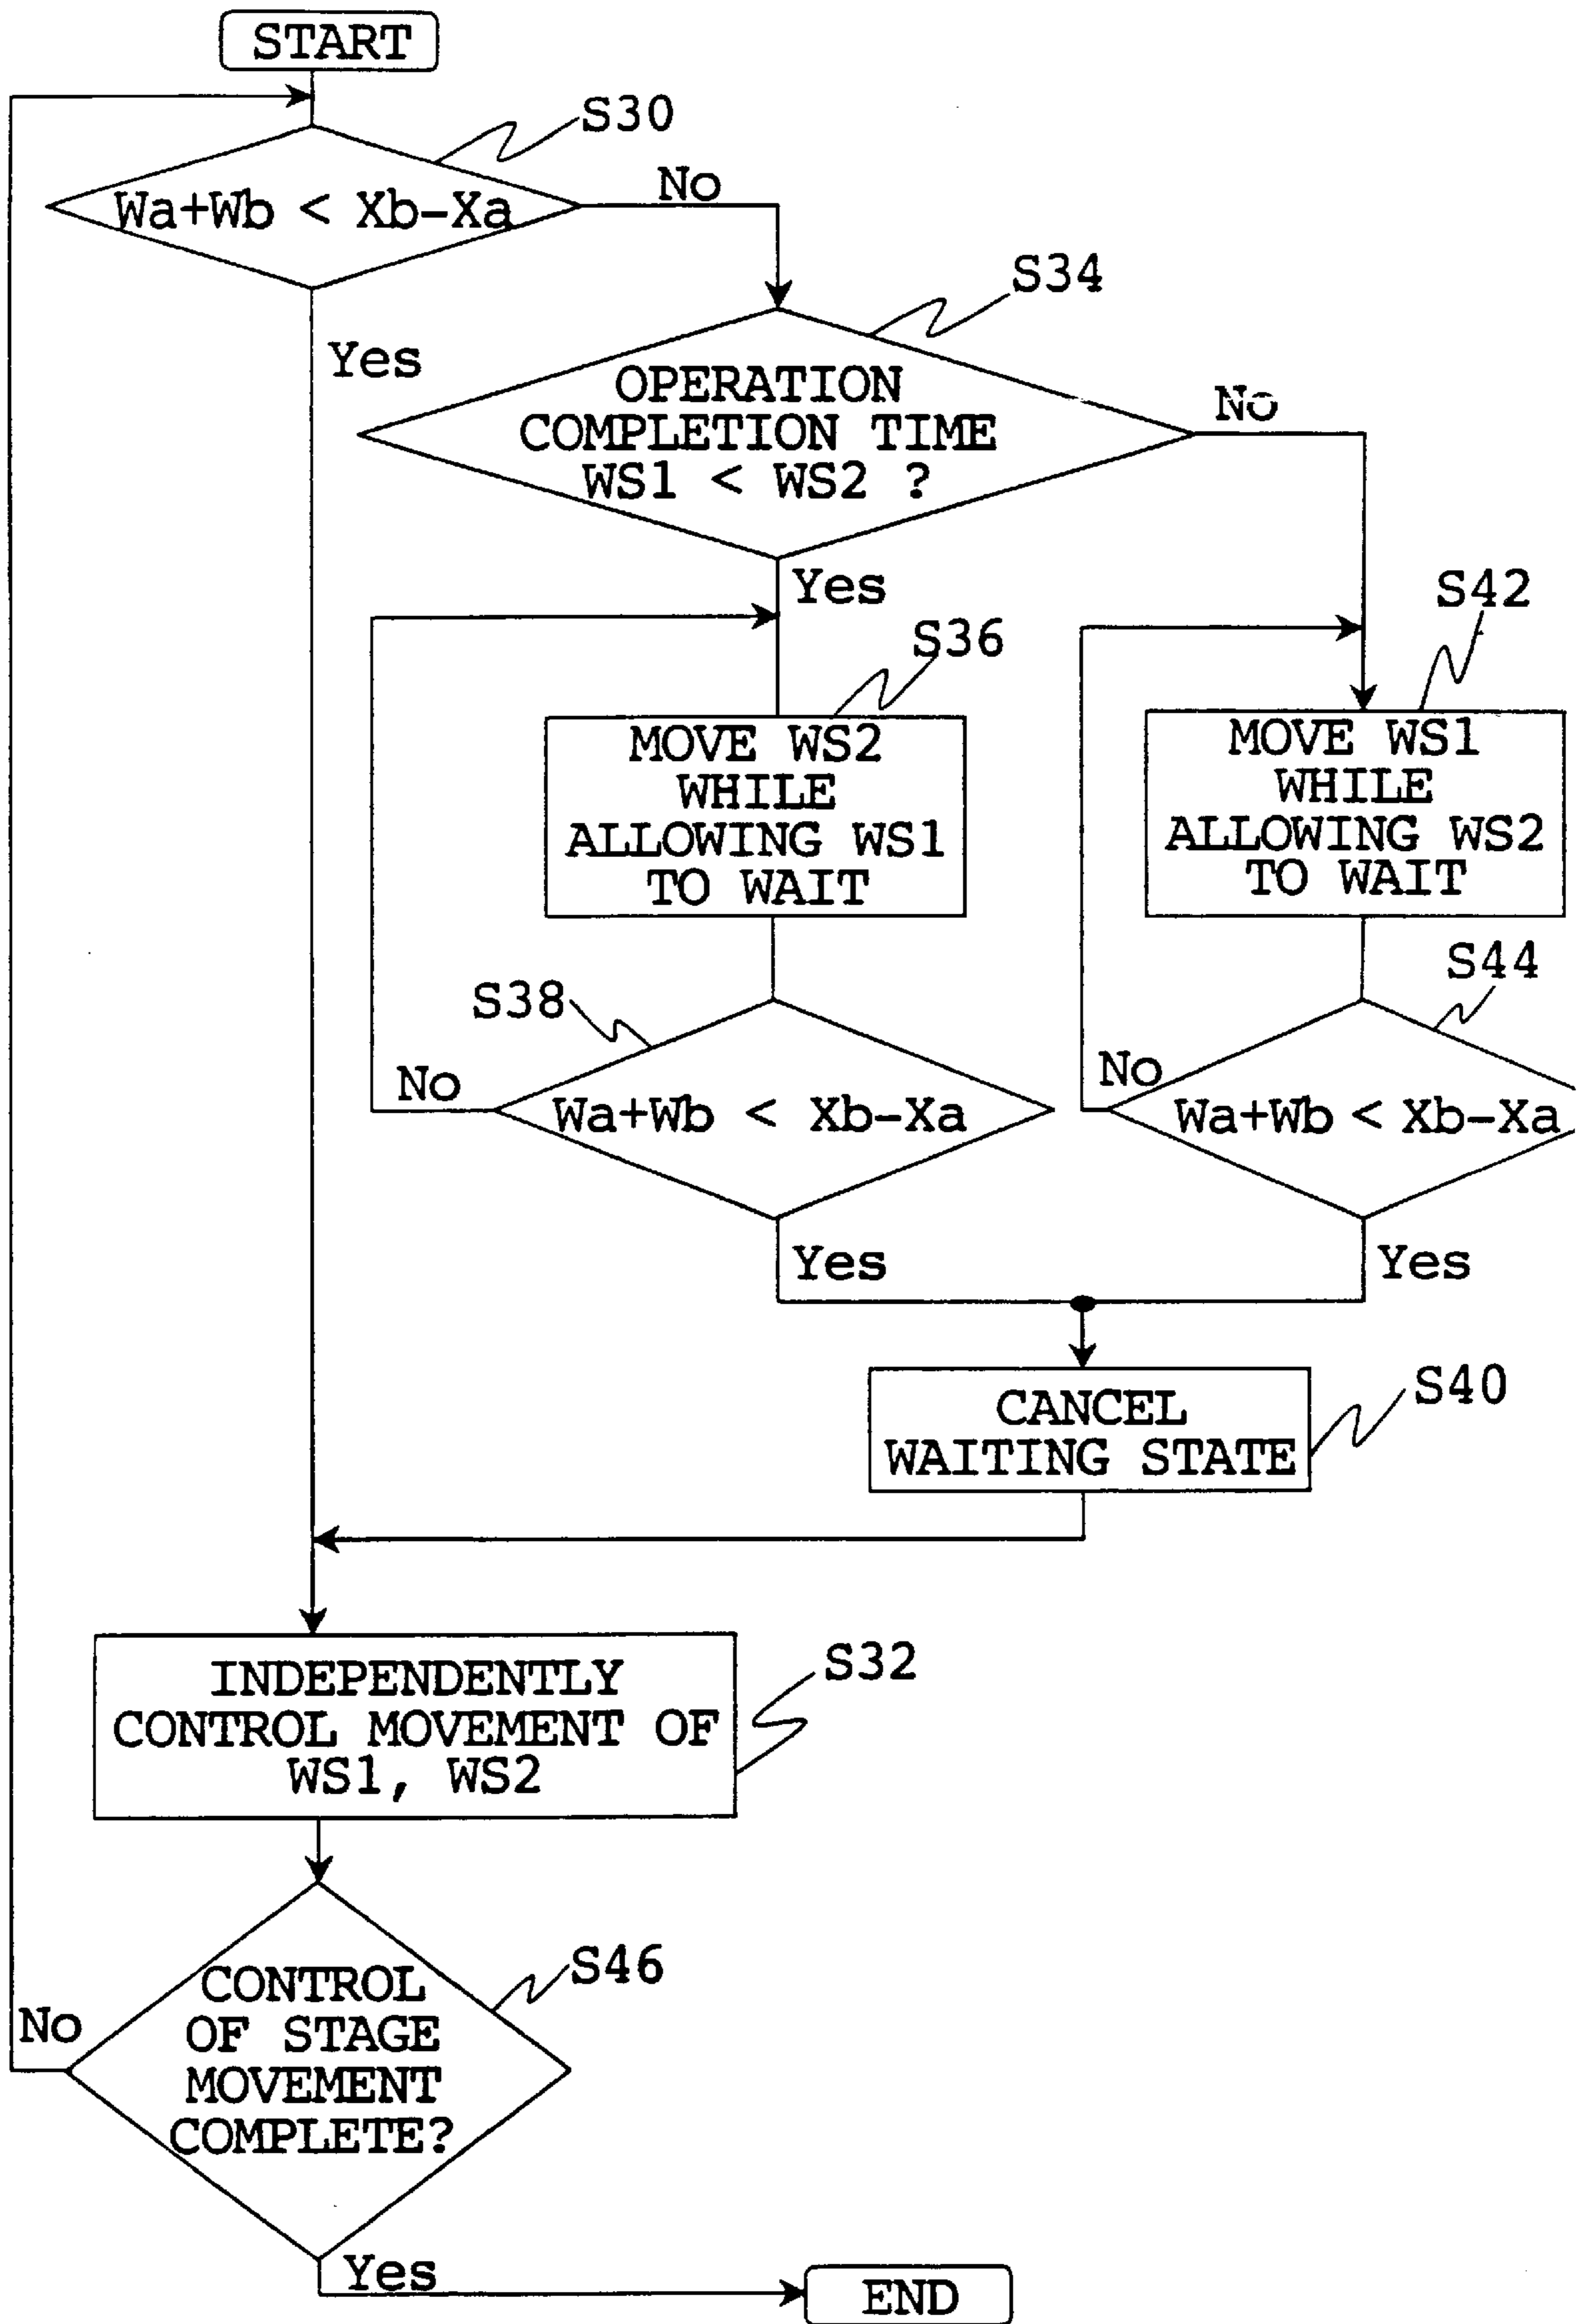 START
S30
Wa+Wb < Xb-Xa
No
Yes
S34
OPERATION
COMPLETION TIME
WS1 < WS2 ?
No
Yes
S36
S42
MOVE WS2
WHILE
ALLOWING WS1
TO WAIT
MOVE WS1
WHILE
ALLOWING WS2
TO WAIT
S38
S44
No
Wa+Wb < Xb-Xa
No
Wa+Wb < Xb-Xa
Yes
Yes
CANCEL
WAITING STATE
S40
INDEPENDENTLY
CONTROL MOVEMENT OF
WS1, WS2
S32
CONTROL
OF STAGE
MOVEMENT
COMPLETE?
S46
No
Yes
END